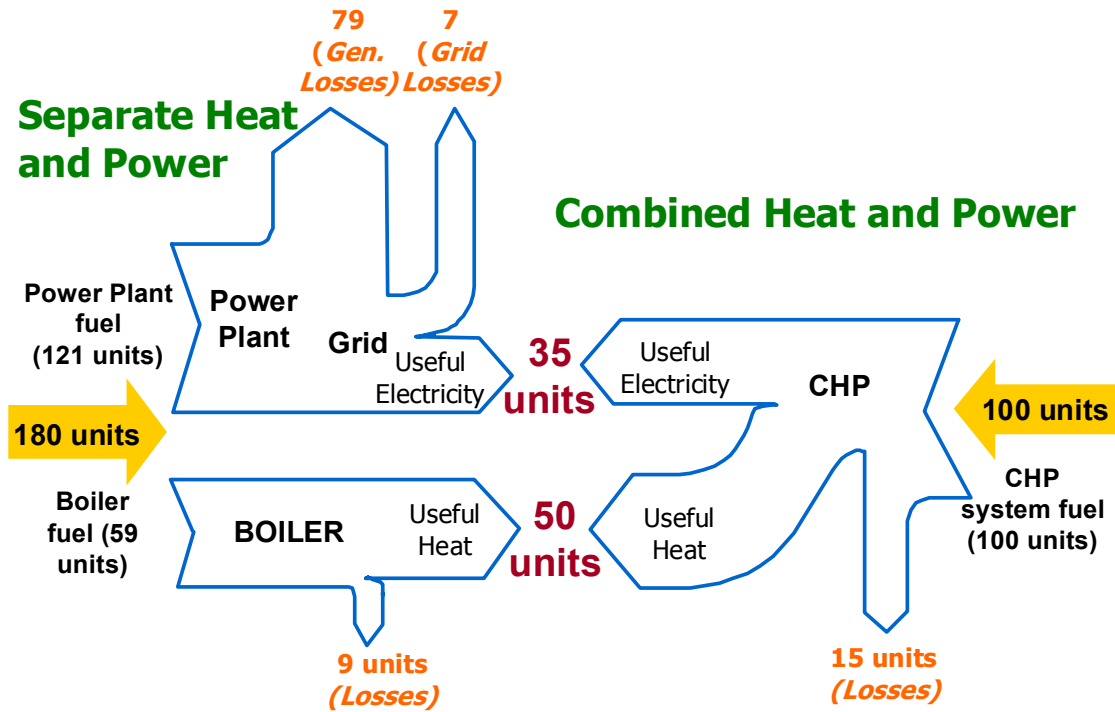 79
(Gen.
Losses)
7
(Grid
Losses)
Separate Heat
and Power
Combined Heat and Power
Power Plant
fuel
(121 units)
Power
Plant
Grid
Useful
Electricity
35
units
Useful
Electricity
CHP
180 units
100 units
Boiler
fuel (59
units)
BOILER
Useful
Heat
50
units
Useful
Heat
CHP
system fuel
(100 units)
9 units
(Losses)
15 units
(Losses)